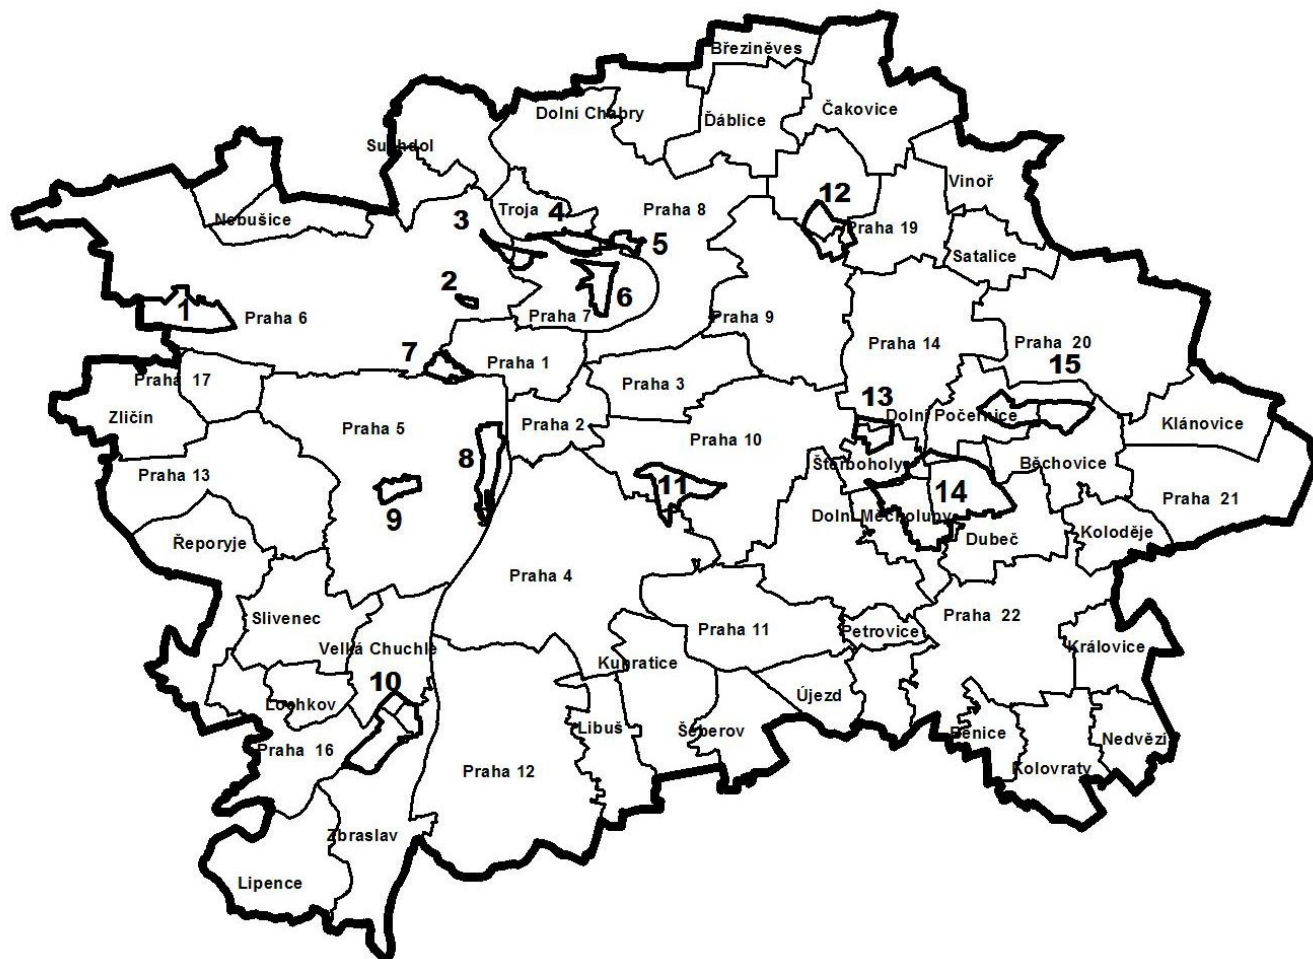 Březiněves
Dolní Chabry
Ďáblice
Čakovice
Suchdol
Vinoř
Nebušice
Troja
3
4
Praha 8
12
Praha 19
5
Satalice
2
6
1
Praha 6
Praha 7
Praha 9
Praha 14
Praha 20
7
Praha 1
15
Praha 17
Praha 3
13
Zličín
Praha 5
Praha 2
Praha 10
Dolní Počernice
Klánovice
8
Praha 13
Štěrboholy
Běchovice
9
11
14
Praha 21
Dolní Měcholupy
Řeporyje
Dubeč
Koloděje
Praha 4
Slivenec
Praha 11
Petrovice
Praha 22
Velká Chuchle
Kunratice
Královice
10
Lochkov
Újezd
Praha 16
Libuš
Šeberov
Benice
Nedvězí
Praha 12
Kolovraty
Zbraslav
Lipence